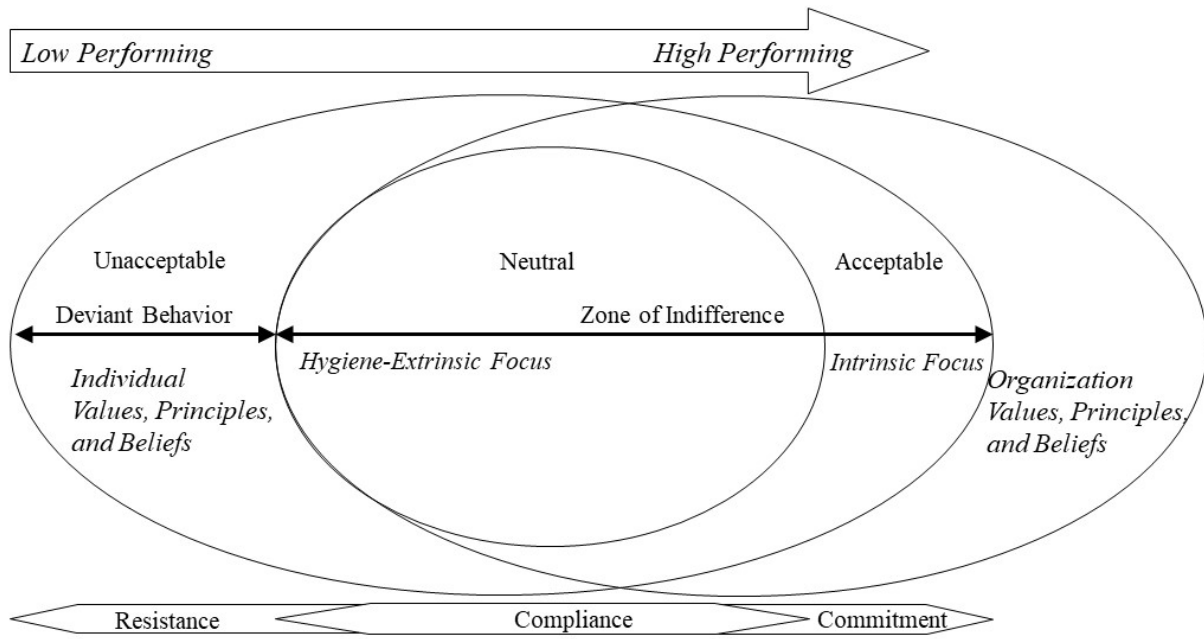 Low Performing
High Performing
Unacceptable
Neutral
Acceptable
Deviant Behavior
Zone of Indifference
Hygiene-Extrinsic Focus
Intrinsic Focus
Individual
Values, Principles,
and Beliefs
Organization
Values, Principles,
and Beliefs
Resistance
Compliance
Commitment